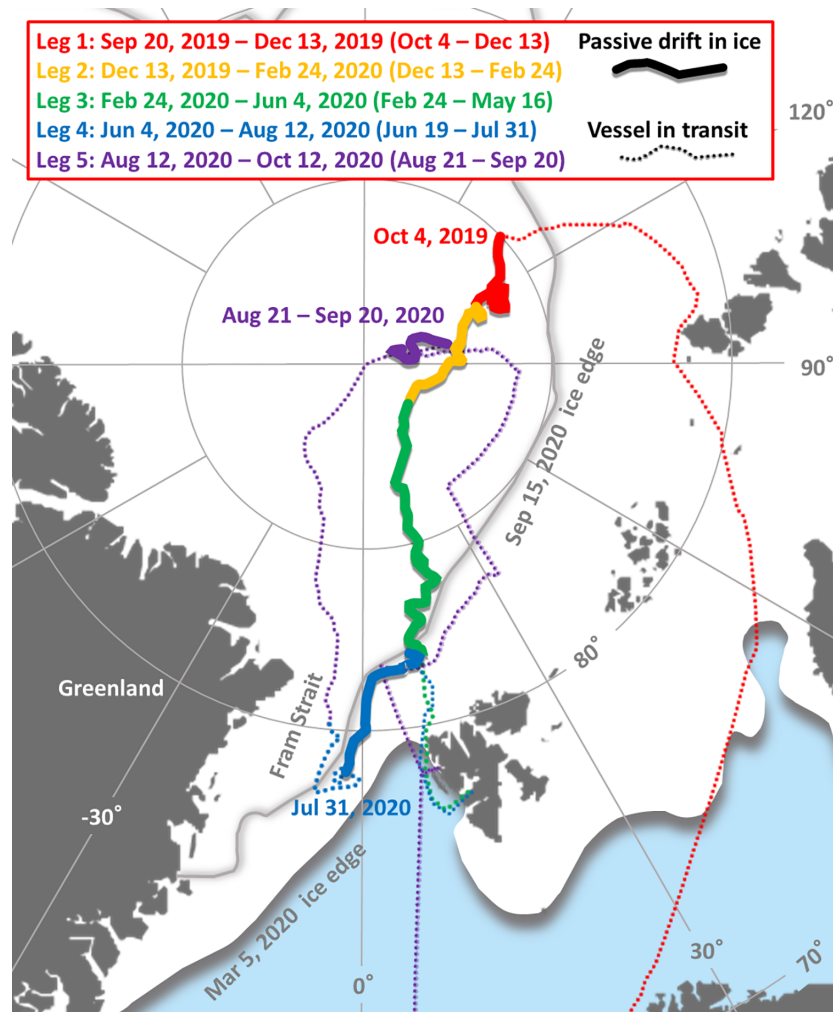 Leg 1: Sep 20, 2019 – Dec 13, 2019 (Oct 4 – Dec 13)
Leg 2: Dec 13, 2019 – Feb 24, 2020 (Dec 13 – Feb 24)
Leg 3: Feb 24, 2020 – Jun 4, 2020 (Feb 24 – May 16)
Leg 4: Jun 4, 2020 – Aug 12, 2020 (Jun 19 – Jul 31)
Leg 5: Aug 12, 2020 – Oct 12, 2020 (Aug 21 – Sep 20)
Passive drift in ice
Vessel in transit
120°
Oct 4, 2019
Aug 21 – Sep 20, 2020
90°
Sep 15, 2020 ice edge
80°
Greenland
Fram Strait
Jul 31, 2020
-30°
Mar 5, 2020 ice edge
0°
30°
70°